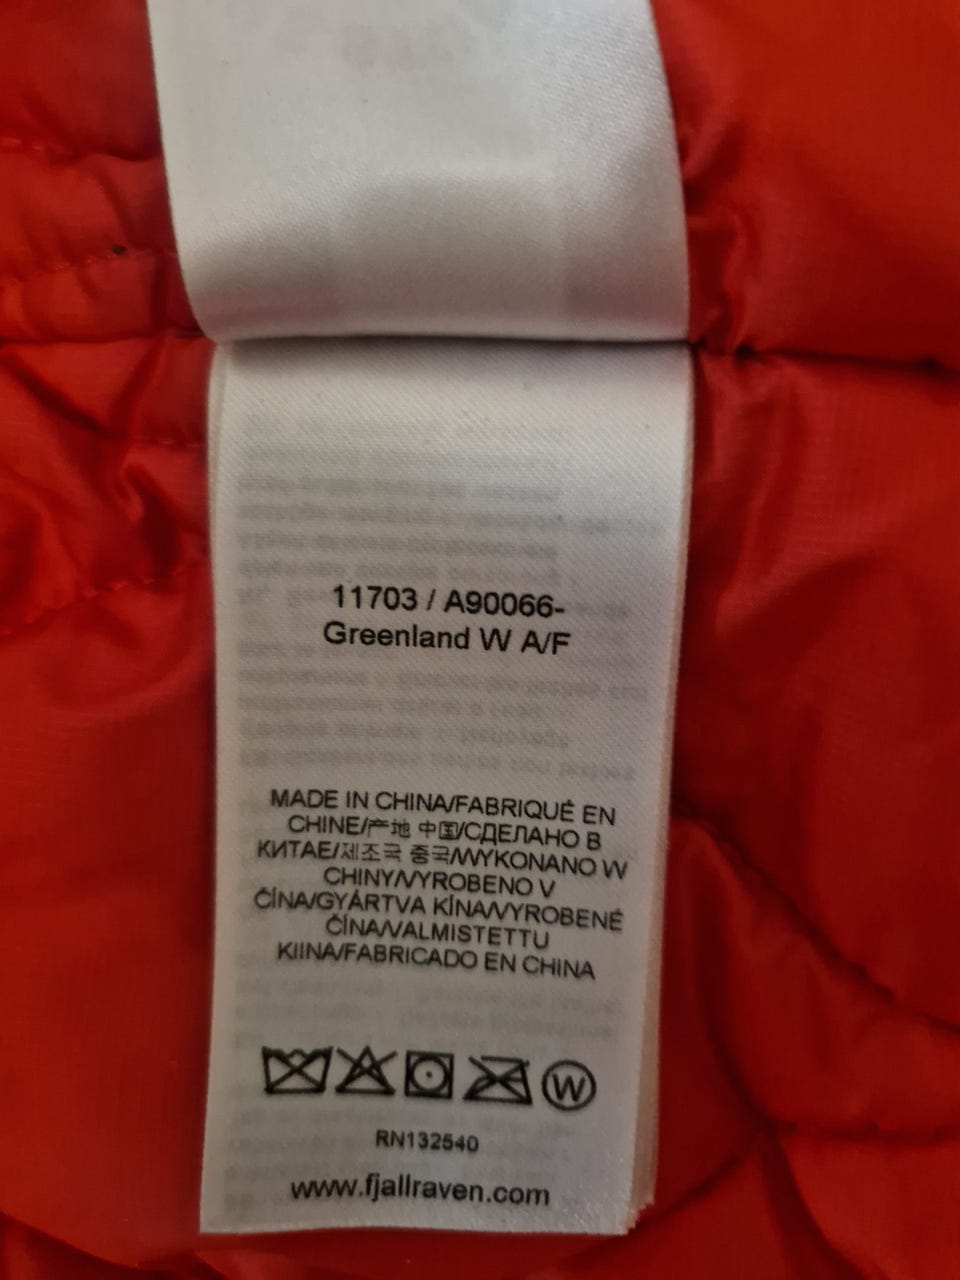 11703 / A90066-
Greenland W A/F
MADE IN CHINA/FABRIQUÉ EN
CHINE/产地 中国/СДЕЛАНО В
КИТАЕ/제조국 중국/WYKONANO W
CHINY/VYROBENO V
ČÍNA/GYÁRTVA KÍNA/VYROBENÉ
ČÍNA/VALMISTETTU
KIINA/FABRICADO EN CHINA
W
RN132540
www.fjallraven.com